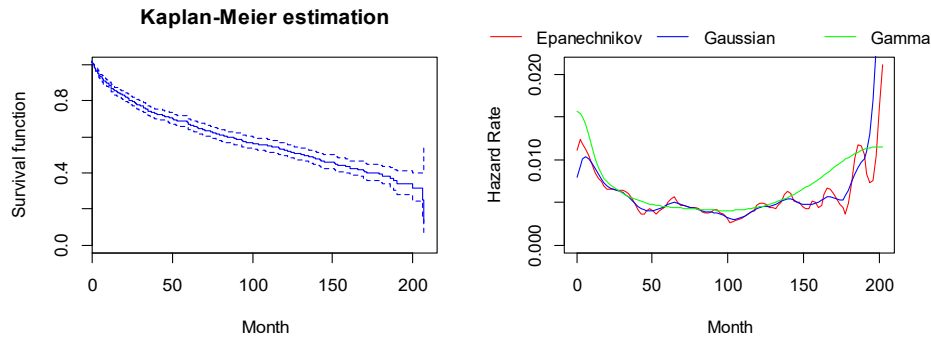 Kaplan-Meier estimation
Survival function
0.0 0.4 0.8
0 50 100 150 200
Month
Epanechnikov Gaussian Gamma
Hazard Rate
0.000 0.010 0.020
0 50 100 150 200
Month